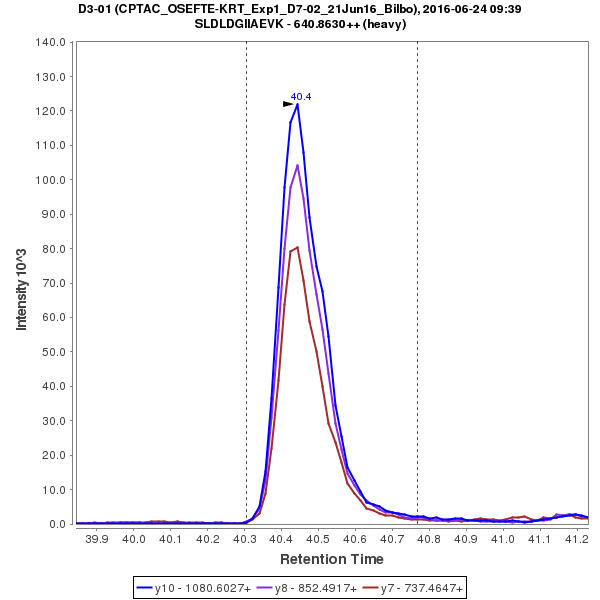 D3-01 (CPTAC_OSEFTE-KRT_Exp1_D7-02_21Jun16_Bilbo), 2016-06-24 09:39
SLDLDGIIAEVK - 640.8630++ (heavy)
140.0
130.0
120.0
110.0
100.0
90.0
80.0
70.0
60.0
50.0
40.0
30.0
20.0
10.0
0.0
Intensity 10^3
40.4
39.9 40.0 40.1 40.2 40.3 40.4 40.5 40.6 40.7 40.8 40.9 41.0 41.1 41.2
Retention Time
y10 - 1080.6027+ y8 - 852.4917+ y7 - 737.4647+